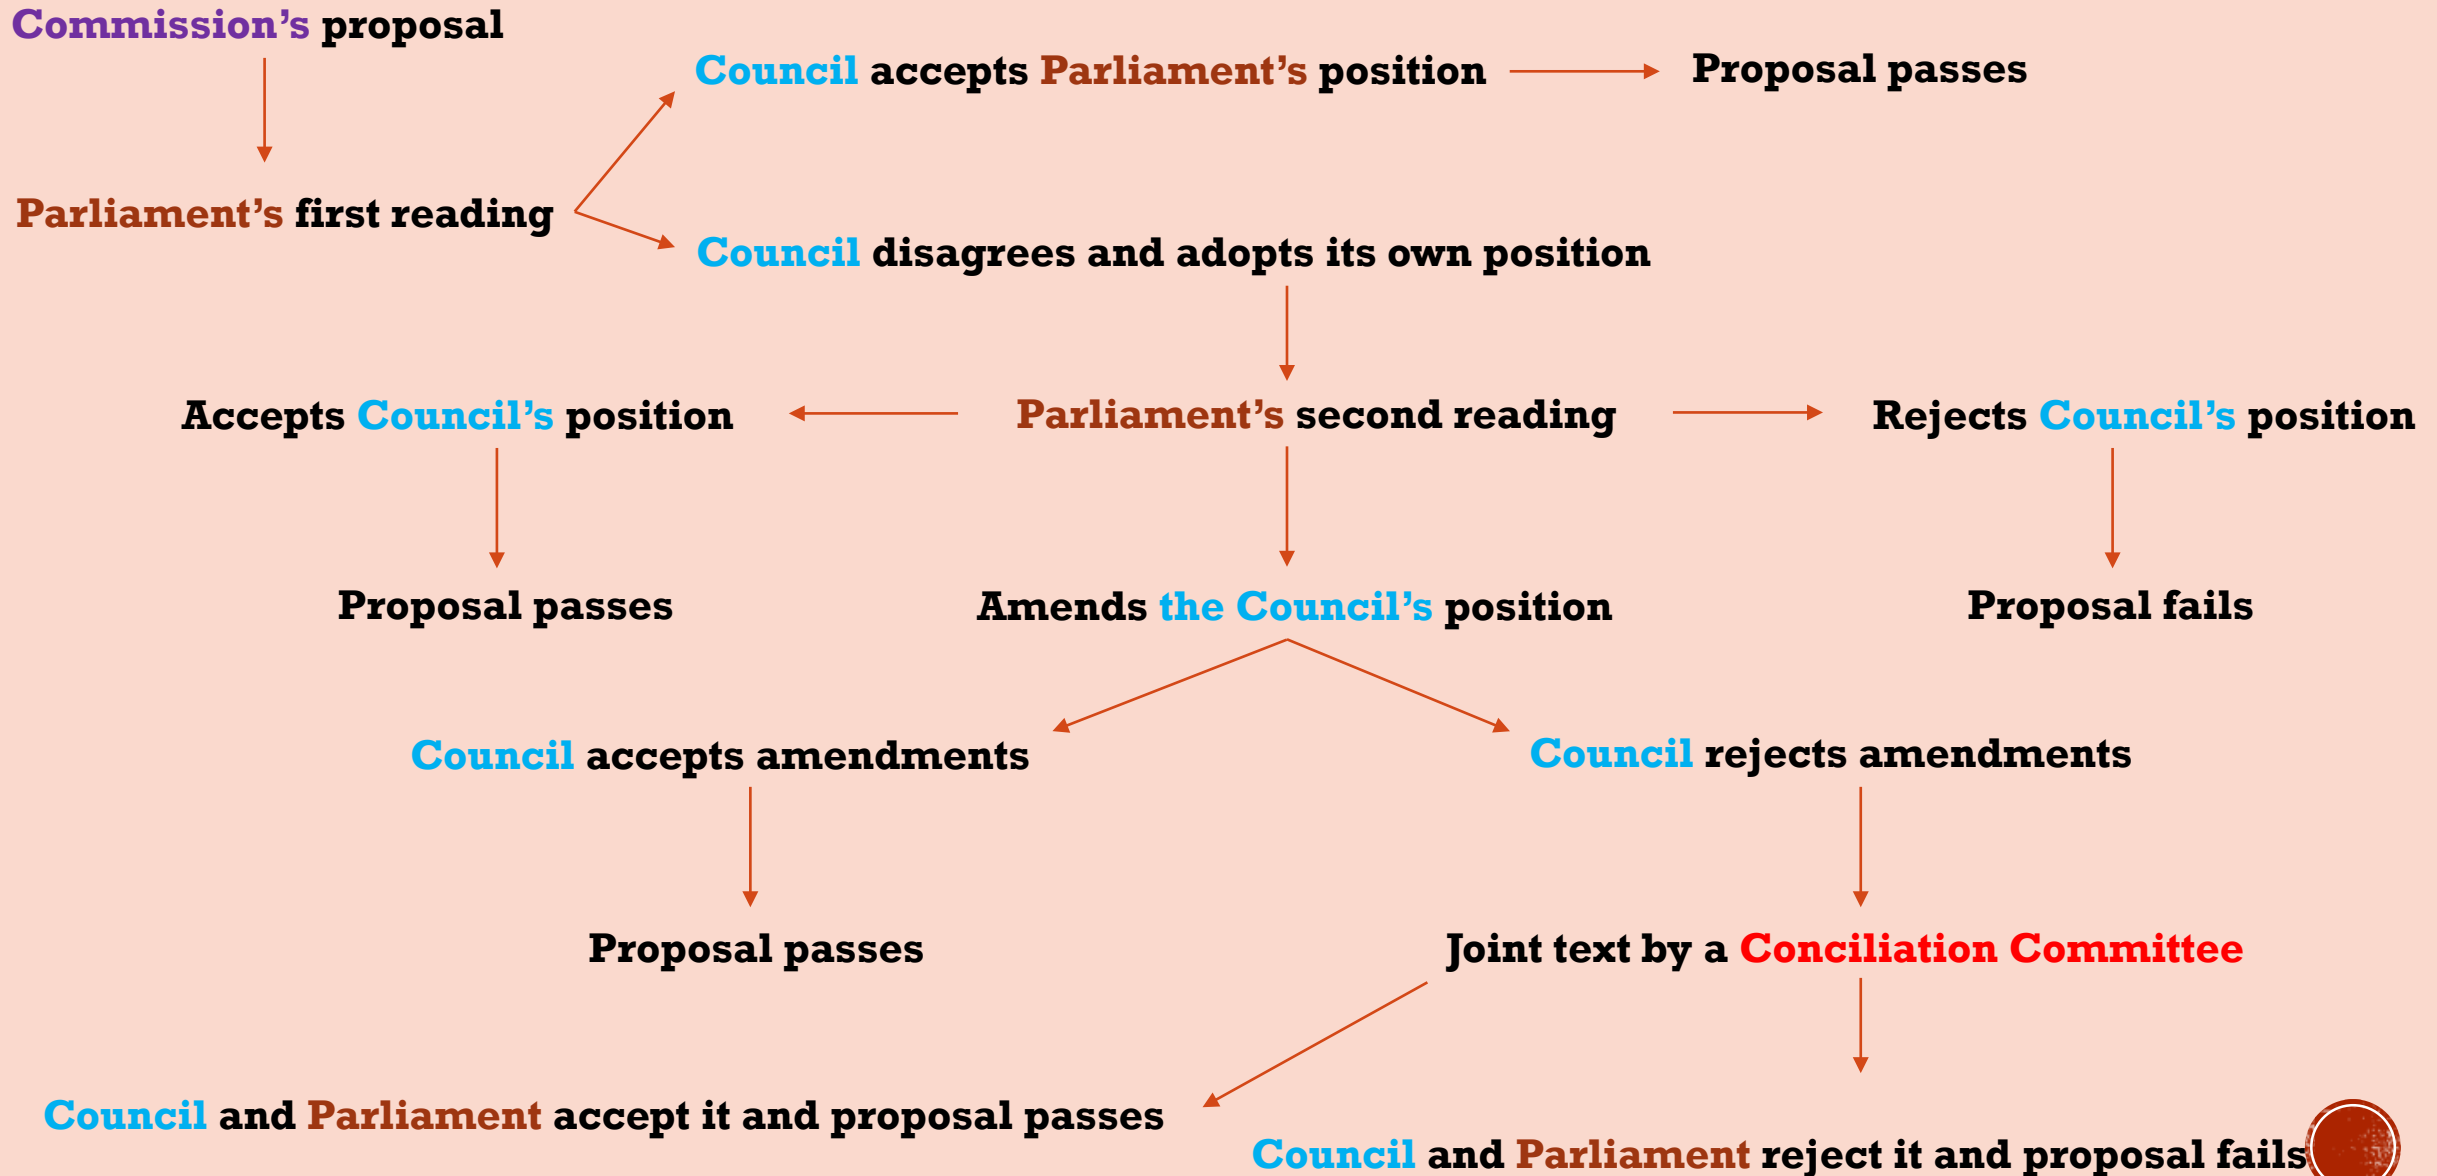 Commission’s proposal
Council accepts Parliament’s position
Proposal passes
Parliament’s first reading
Council disagrees and adopts its own position
Accepts Council’s position
Parliament’s second reading
Rejects Council’s position
Proposal passes
Amends the Council’s position
Proposal fails
Council accepts amendments
Council rejects amendments
Proposal passes
Joint text by a Conciliation Committee
Council and Parliament accept it and proposal passes
Council and Parliament reject it and proposal fails